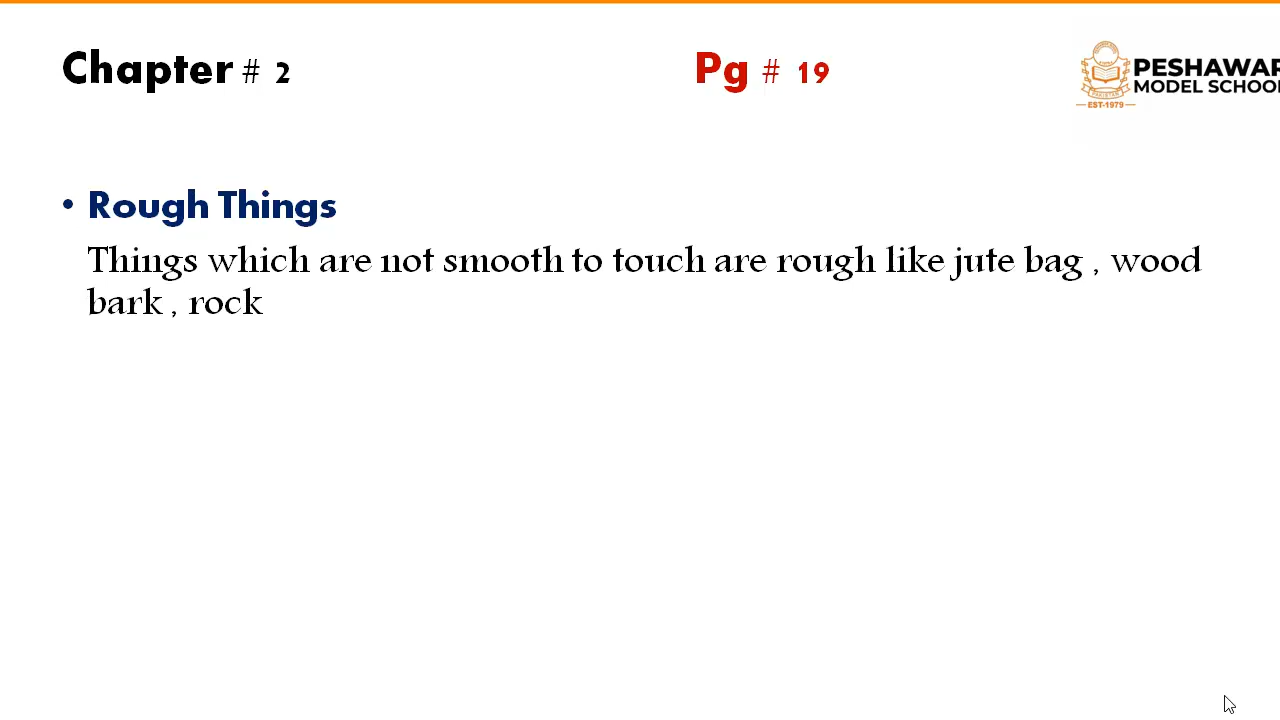 Chapter # 2
Pg # 19
PESHAWAR
MODEL SCHOOL
PAKISTAN
EST-1979
• Rough Things
Things which are not smooth to touch are rough like jute bag , wood
bark , rock